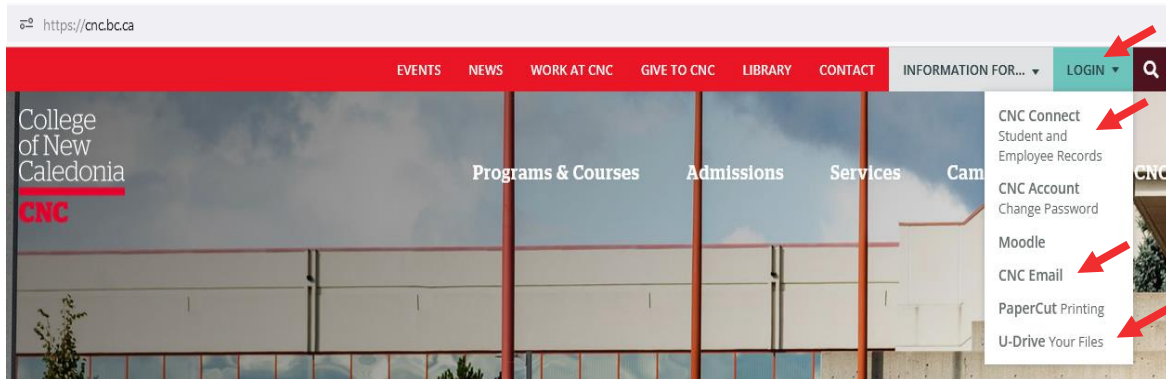 https://cnc.bc.ca
EVENTS NEWS WORK AT CNC GIVE TO CNC LIBRARY CONTACT INFORMATION FOR... LOGIN
College
of New
Caledonia
CNC
Programs & Courses Admissions Services Cam CNC
CNC Connect
Student and
Employee Records
CNC Account
Change Password
Moodle
CNC Email
PaperCut Printing
U-Drive Your Files